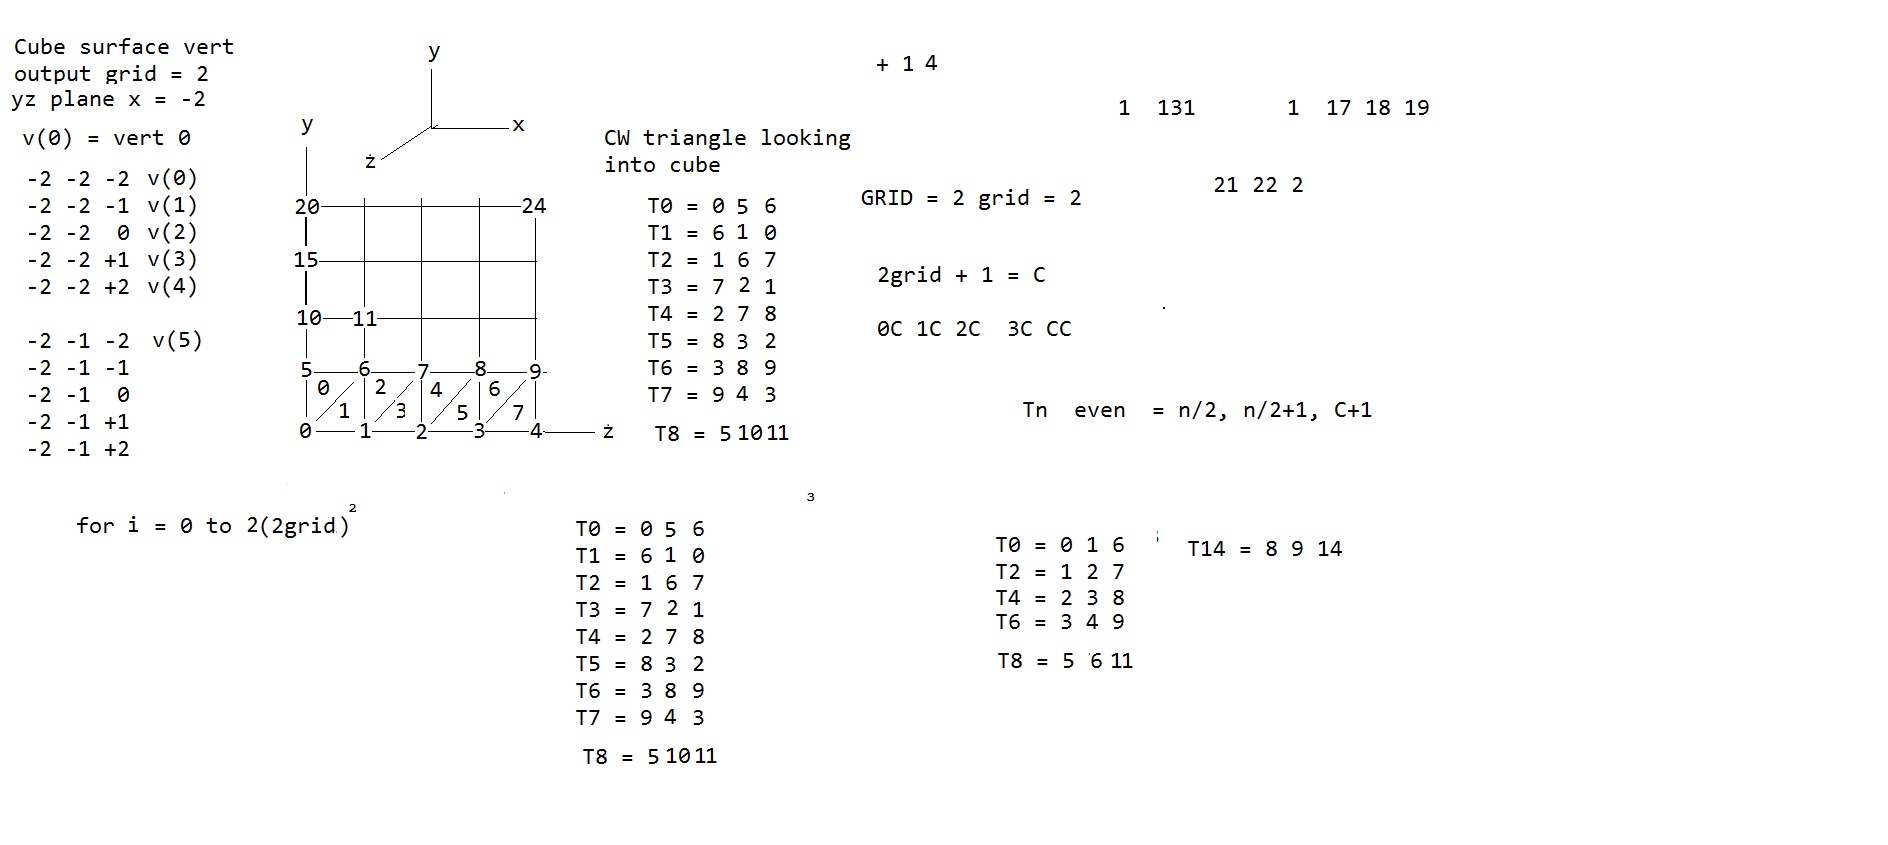 Cube surface vert
output grid = 2
yz plane x = -2
v(0) = vert 0
-2 -2 -2 v(0)
-2 -2 -1 v(1)
-2 -2 0 v(2)
-2 -2 +1 v(3)
-2 -2 +2 v(4)
-2 -1 -2 v(5)
-2 -1 -1
-2 -1 0
-2 -1 +1
-2 -1 +2
y
x
z
y
20 24
15
10 11
5 6 7 8 9
0 2 4 6
1 3 5 7
0 1 2 3 4 z
CW triangle looking
into cube
T0 = 0 5 6
T1 = 6 1 0
T2 = 1 6 7
T3 = 7 2 1
T4 = 2 7 8
T5 = 8 3 2
T6 = 3 8 9
T7 = 9 4 3
T8 = 5 10 11
+ 1 4
1 131
1 17 18 19
21 22 2
GRID = 2 grid = 2
2grid + 1 = C
0C 1C 2C 3C CC
Tn even = n/2, n/2+1, C+1
for i = 0 to 2(2grid)²
3
T0 = 0 5 6
T1 = 6 1 0
T2 = 1 6 7
T3 = 7 2 1
T4 = 2 7 8
T5 = 8 3 2
T6 = 3 8 9
T7 = 9 4 3
T8 = 5 10 11
T0 = 0 1 6
T2 = 1 2 7
T4 = 2 3 8
T6 = 3 4 9
T8 = 5 6 11
T14 = 8 9 14